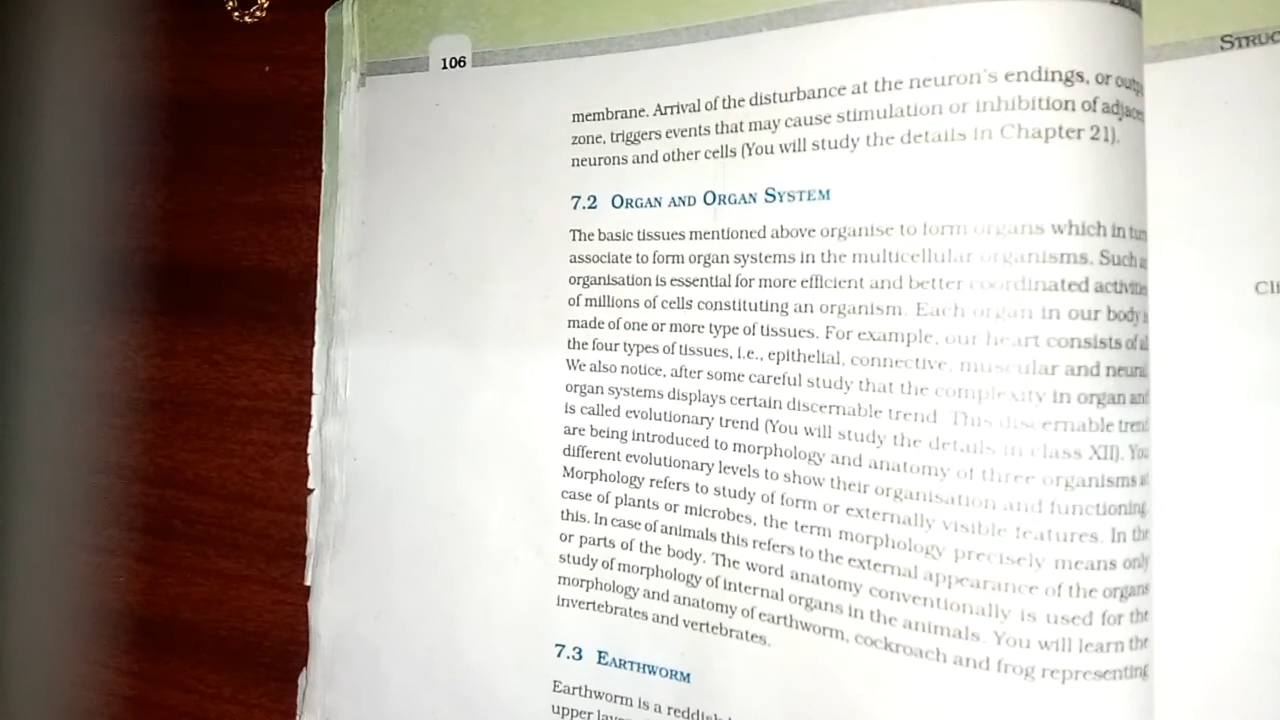 106
STRUC
membrane. Arrival of the disturbance at the neuron's endings, or
zone, triggers events that may cause stimulation or inhibition of
neurons and other cells (You will study the details in Chapter 21).
7.2 ORGAN AND ORGAN SYSTEM
The basic tissues mentioned above organise to form organs which in
associate to form organ systems in the multicellular organisms. Such
organisation is essential for more efficient and better coordinated
of millions of cells constituting an organism. Each organ in our body
made of one or more type of tissues. For example, our heart consists of
the four types of tissues, i.e., epithelial, connective, muscular and neural.
We also notice, after some careful study that the complexity in organ
organ systems displays certain discernable trend. This discernable
is called evolutionary trend (You will study the details in class XII). You
are being introduced to morphology and anatomy of three organisms
different evolutionary levels to show their organisation and functioning.
Morphology refers to study of form or externally visible features. In the
case of plants or microbes, the term morphology precisely means only
this. In case of animals this refers to the external appearance of the organs
or parts of the body. The word anatomy conventionally is used for the
study of morphology of internal organs in the animals. You will learn the
morphology and anatomy of earthworm, cockroach and frog representing
invertebrates and vertebrates.
7.3 EARTHWORM
Earthworm is a
upper